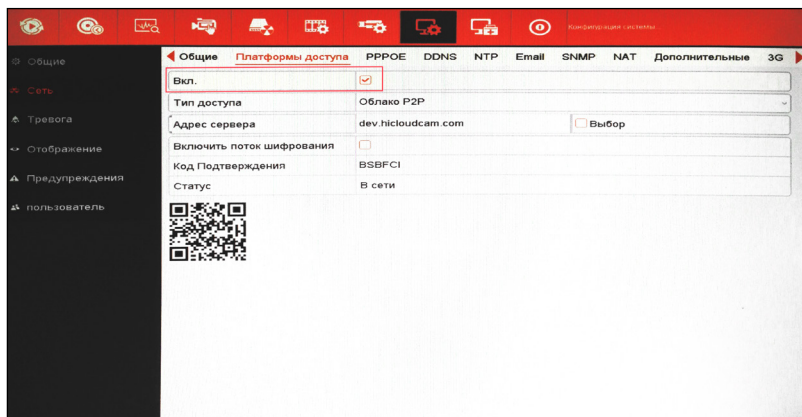 Конфигурация системы...
Общие
Сеть
Тревога
Отображение
Предупреждения
пользователь
Общие Платформы доступа PPPOE DDNS NTP Email SNMP NAT Дополнительные 3G
Вкл.
Тип доступа Облако P2P
Адрес сервера dev.hicloudcam.com Выбор
Включить поток шифрования
Код Подтверждения BSBFCI
Статус В сети